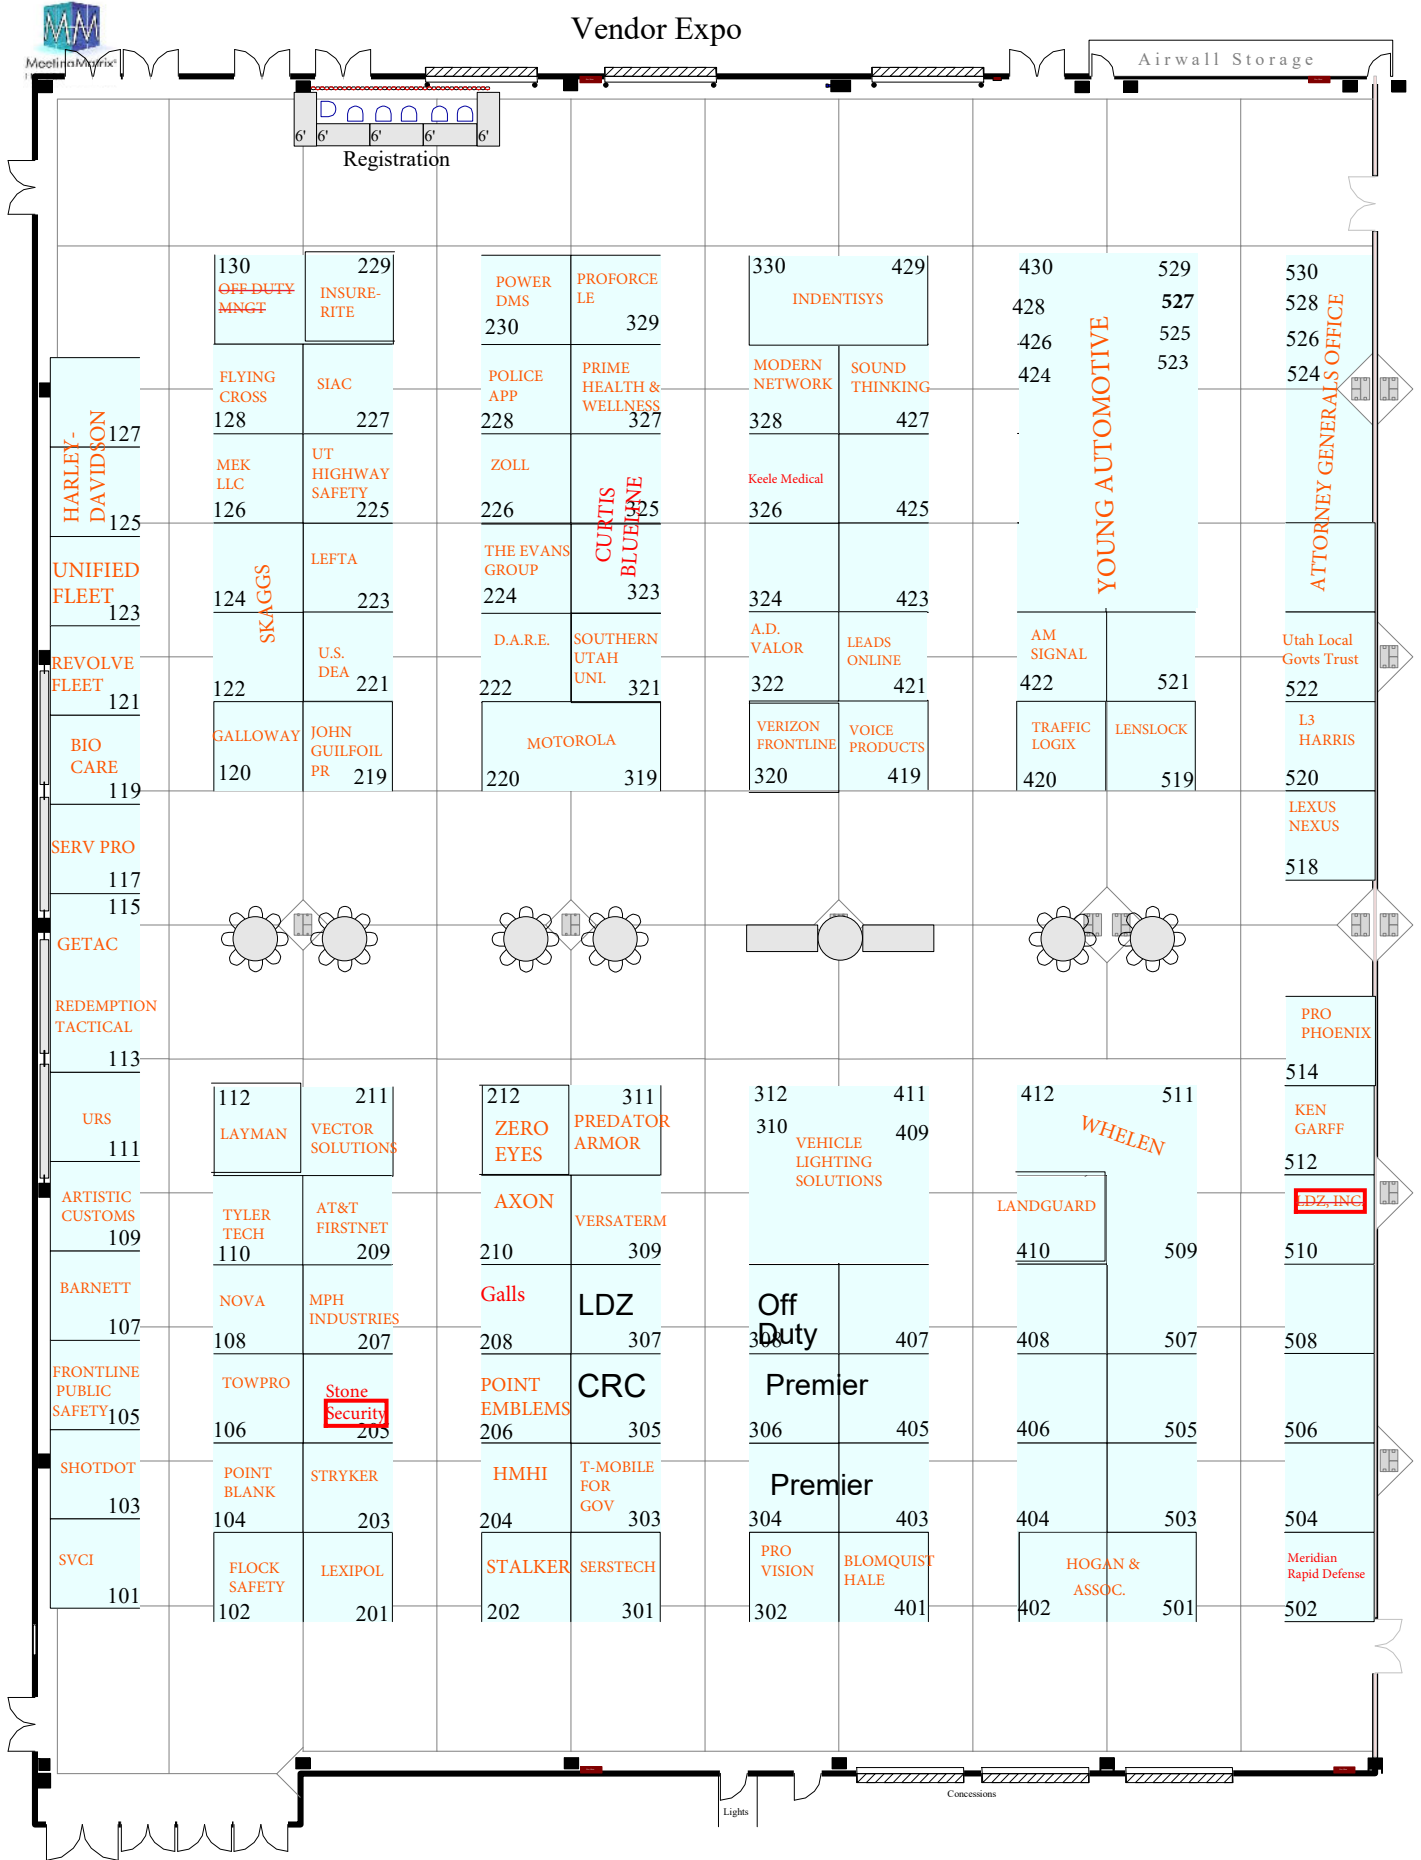 Vendor Expo
MeetingMatrix
Airwall Storage
6' 6' 6' 6' 6'
Registration
130 229
OFF DUTY
MNGT
INSURE-
RITE
POWER
DMS
230
PROFORCE
LE
329
330 429
INDENTISYS
430 529
428 527
426 525
424 523
YOUNG AUTOMOTIVE
530
528
526
524
ATTORNEY GENERALS OFFICE
FLYING
CROSS
128
SIAC
227
POLICE
APP
228
PRIME
HEALTH &
WELLNESS
327
MODERN
NETWORK
328
SOUND
THINKING
427
127
HARLEY-
DAVIDSON
125
MEK
LLC
126
UT
HIGHWAY
SAFETY
225
ZOLL
226
325
CURTIS
BLUELINE
323
Keele Medical
326
425
UNIFIED
FLEET
123
124
SKAGGS
122
LEFTA
223
THE EVANS
GROUP
224
324
423
REVOLVE
FLEET
121
U.S.
DEA
221
D.A.R.E.
222
SOUTHERN
UTAH
UNI.
321
A.D.
VALOR
322
LEADS
ONLINE
421
AM
SIGNAL
422
521
Utah Local
Govts Trust
522
BIO
CARE
119
GALLOWAY
120
JOHN
GUILFOIL
PR
219
MOTOROLA
220 319
VERIZON
FRONTLINE
320
VOICE
PRODUCTS
419
TRAFFIC
LOGIX
420
LENSLOCK
519
L3
HARRIS
520
SERV PRO
117
LEXUS
NEXUS
518
115
GETAC
REDEMPTION
TACTICAL
113
PRO
PHOENIX
514
URS
111
112
LAYMAN
211
VECTOR
SOLUTIONS
212
ZERO
EYES
311
PREDATOR
ARMOR
312 411
310 409
VEHICLE
LIGHTING
SOLUTIONS
412 511
WHELEN
KEN
GARFF
512
ARTISTIC
CUSTOMS
109
TYLER
TECH
110
AT&T
FIRSTNET
209
AXON
210
VERSATERM
309
LANDGUARD
410
509
LDZ, INC.
510
BARNETT
107
NOVA
108
MPH
INDUSTRIES
207
Galls
208
LDZ
307
Off
Duty
308
407
408
507
508
FRONTLINE
PUBLIC
SAFETY
105
TOWPRO
106
Stone
Security
205
POINT
EMBLEMS
206
CRC
305
Premier
306 405
406
505
506
SHOTDOT
103
POINT
BLANK
104
STRYKER
203
HMHI
204
T-MOBILE
FOR
GOV
303
Premier
304 403
404
503
504
SVCI
101
FLOCK
SAFETY
102
LEXIPOL
201
STALKER
202
SERSTECH
301
PRO
VISION
302
BLOMQUIST
HALE
401
HOGAN &
ASSOC.
402 501
Meridian
Rapid Defense
502
Concessions
Lights